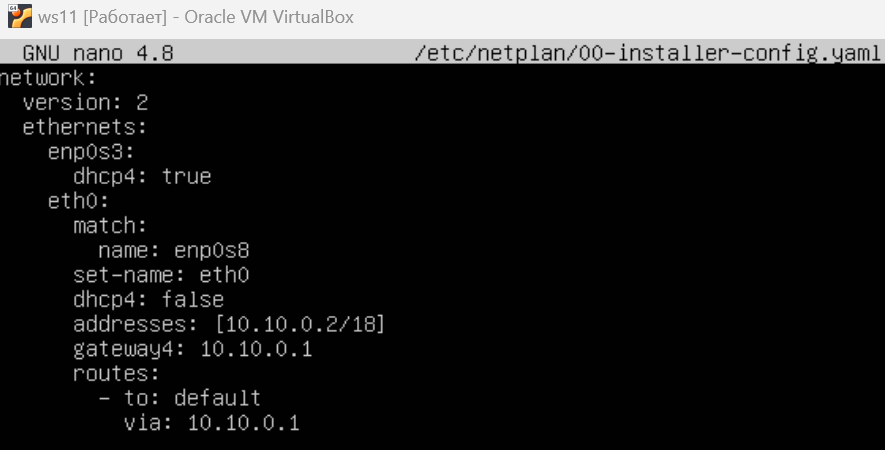 64
ws11 [Работает] - Oracle VM VirtualBox
GNU nano 4.8 /etc/netplan/00-installer-config.yaml
network:
  version: 2
  ethernets:
    enp0s3:
      dhcp4: true
    eth0:
      match:
        name: enp0s8
      set-name: eth0
      dhcp4: false
      addresses: [10.10.0.2/18]
      gateway4: 10.10.0.1
      routes:
        - to: default
          via: 10.10.0.1